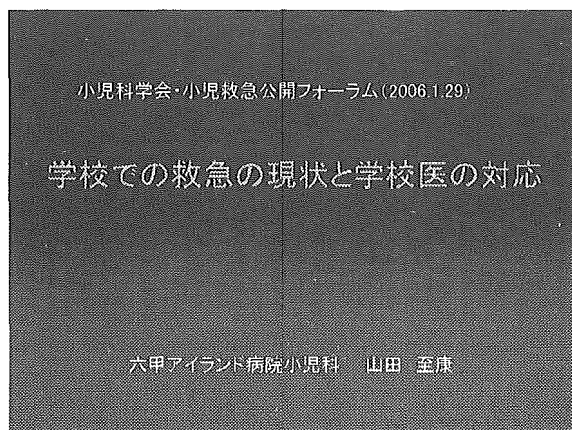 小児科学会・小児救急公開フォーラム(2006.1.29)
学校での救急の現状と学校医の対応
六甲アイランド病院小児科 山田 至康